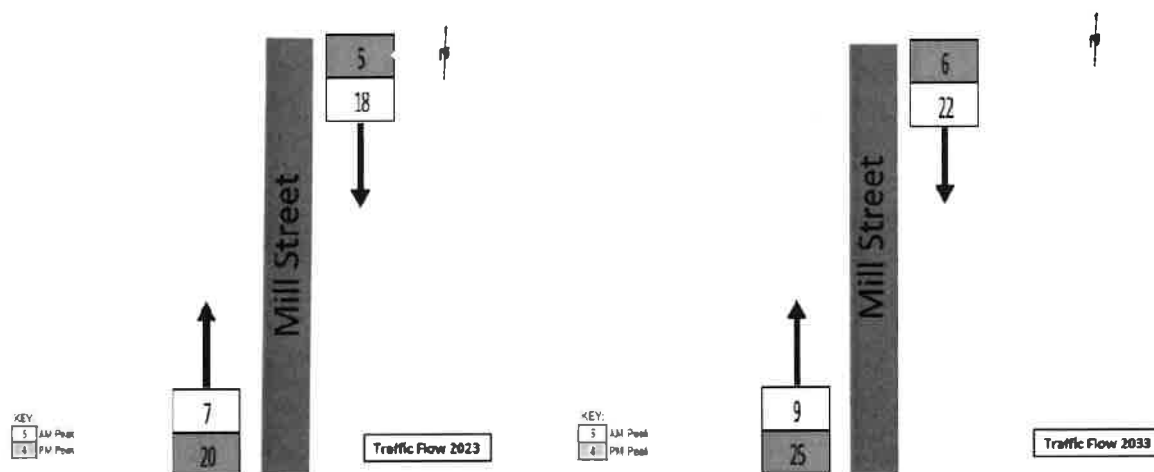 5
18
Mill Street
7
20
KEY:
5 AM Peak
4 PM Peak
Traffic Flow 2023
6
22
Mill Street
9
25
KEY:
5 AM Peak
4 PM Peak
Traffic Flow 2033